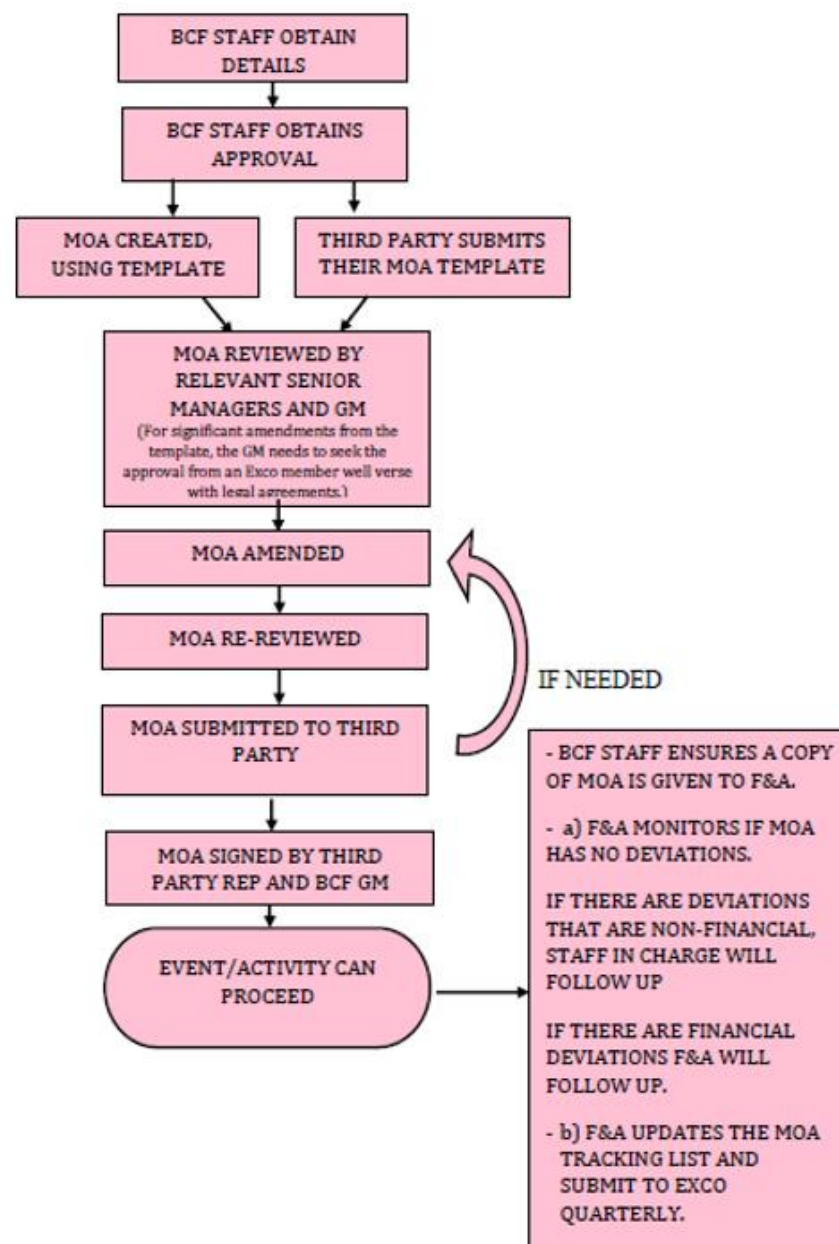 BCF STAFF OBTAIN
DETAILS
BCF STAFF OBTAINS
APPROVAL
MOA CREATED,
USING TEMPLATE
THIRD PARTY SUBMITS
THEIR MOA TEMPLATE
MOA REVIEWED BY
RELEVANT SENIOR
MANAGERS AND GM
(For significant amendments from the
template, the GM needs to seek the
approval from an Exco member well verse
with legal agreements.)
MOA AMENDED
MOA RE-REVIEWED
IF NEEDED
MOA SUBMITTED TO THIRD
PARTY
MOA SIGNED BY THIRD
PARTY REP AND BCF GM
EVENT/ACTIVITY CAN
PROCEED
- BCF STAFF ENSURES A COPY
OF MOA IS GIVEN TO F&A.
- a) F&A MONITORS IF MOA
HAS NO DEVIATIONS.
IF THERE ARE DEVIATIONS
THAT ARE NON-FINANCIAL,
STAFF IN CHARGE WILL
FOLLOW UP
IF THERE ARE FINANCIAL
DEVIATIONS F&A WILL
FOLLOW UP.
- b) F&A UPDATES THE MOA
TRACKING LIST AND
SUBMIT TO EXCO
QUARTERLY.